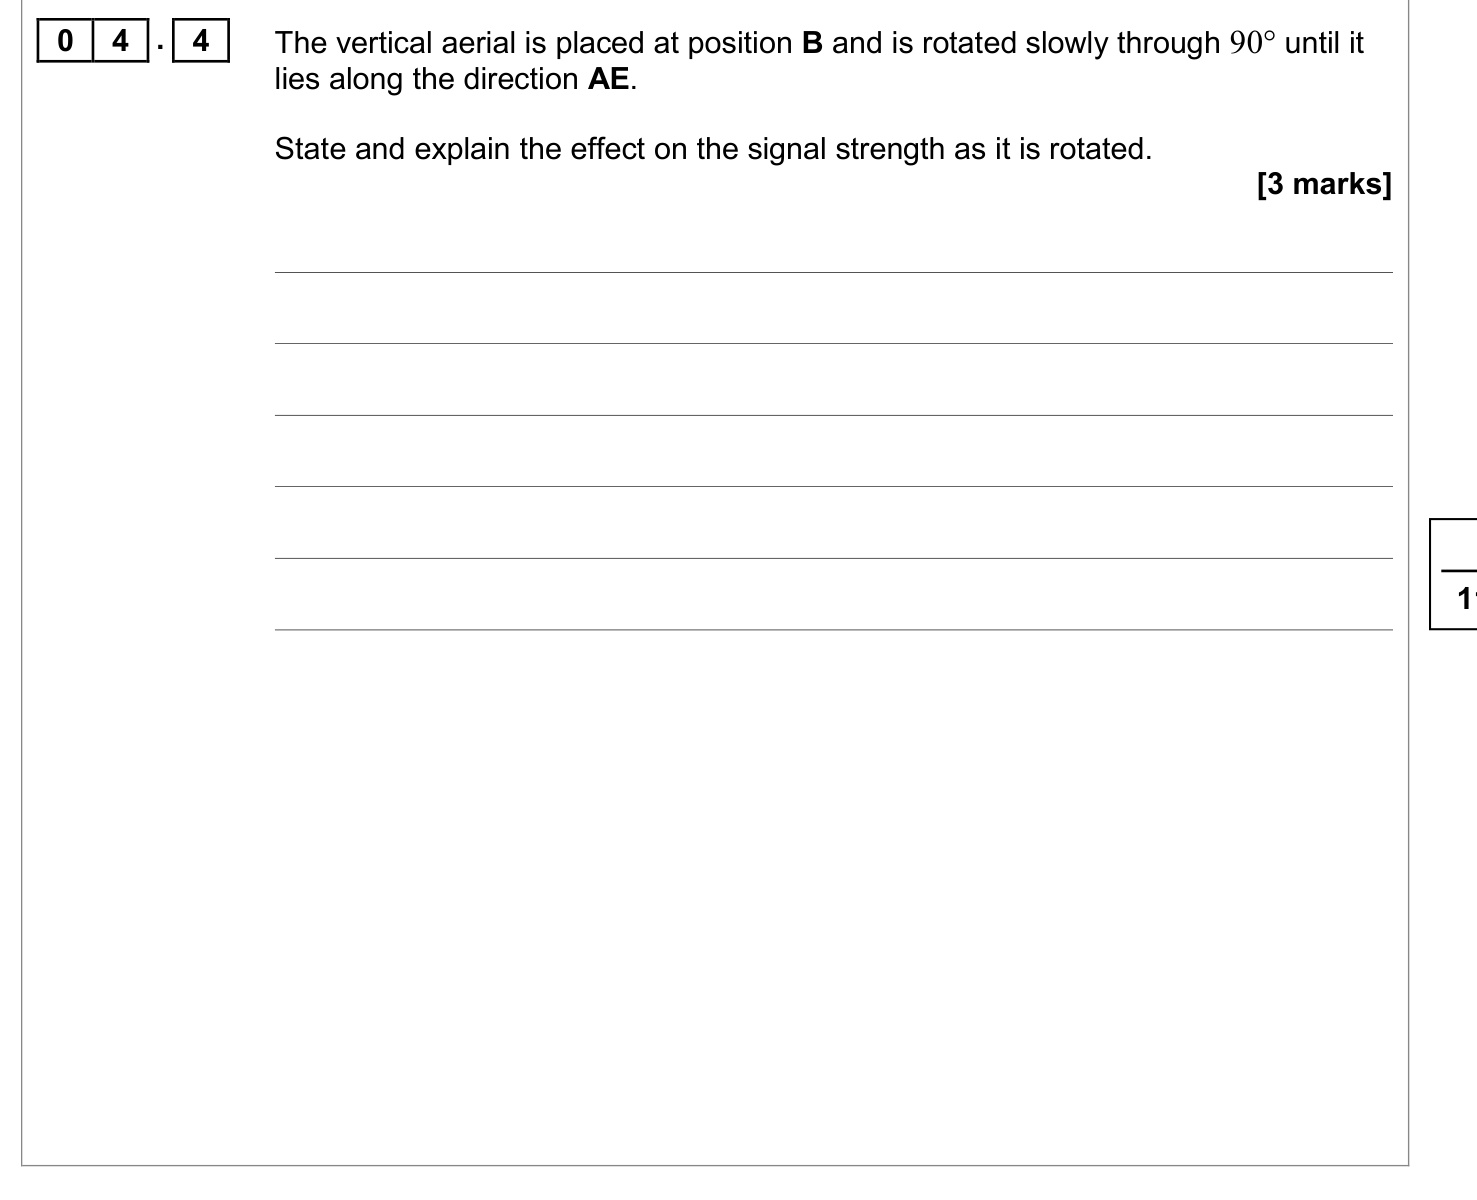 0 4 . 4 The vertical aerial is placed at position B and is rotated slowly through 90° until it
lies along the direction AE.
State and explain the effect on the signal strength as it is rotated.
[3 marks]